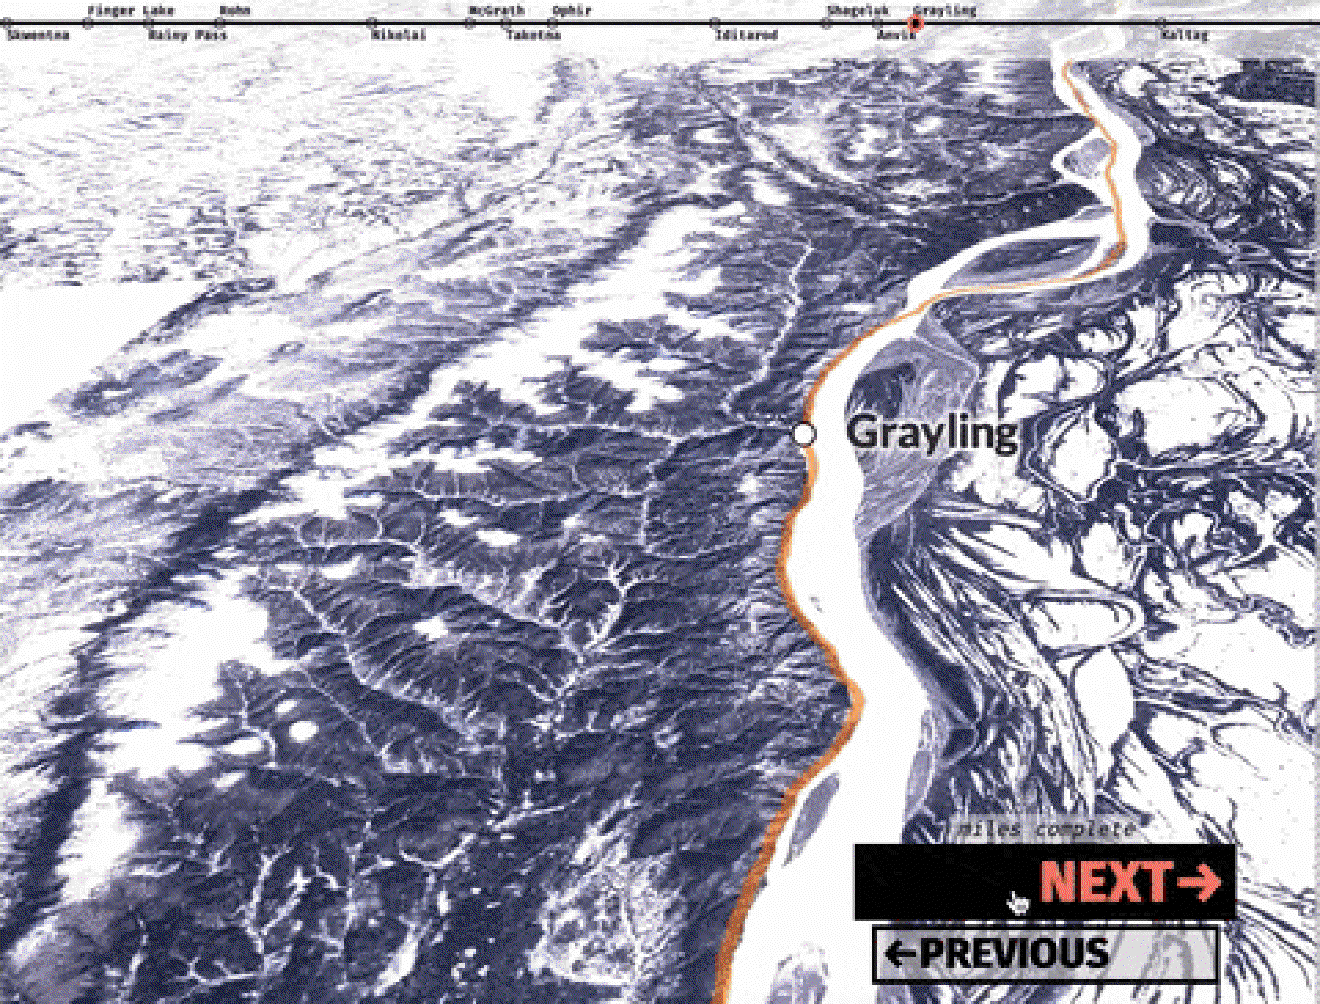 Finger Lake Rohn McGrath Ophir Shageluk Grayling
Skwentna Rainy Pass Nikolai Takotna Iditarod Anvik Kaltag
Grayling
miles complete
NEXT→
←PREVIOUS